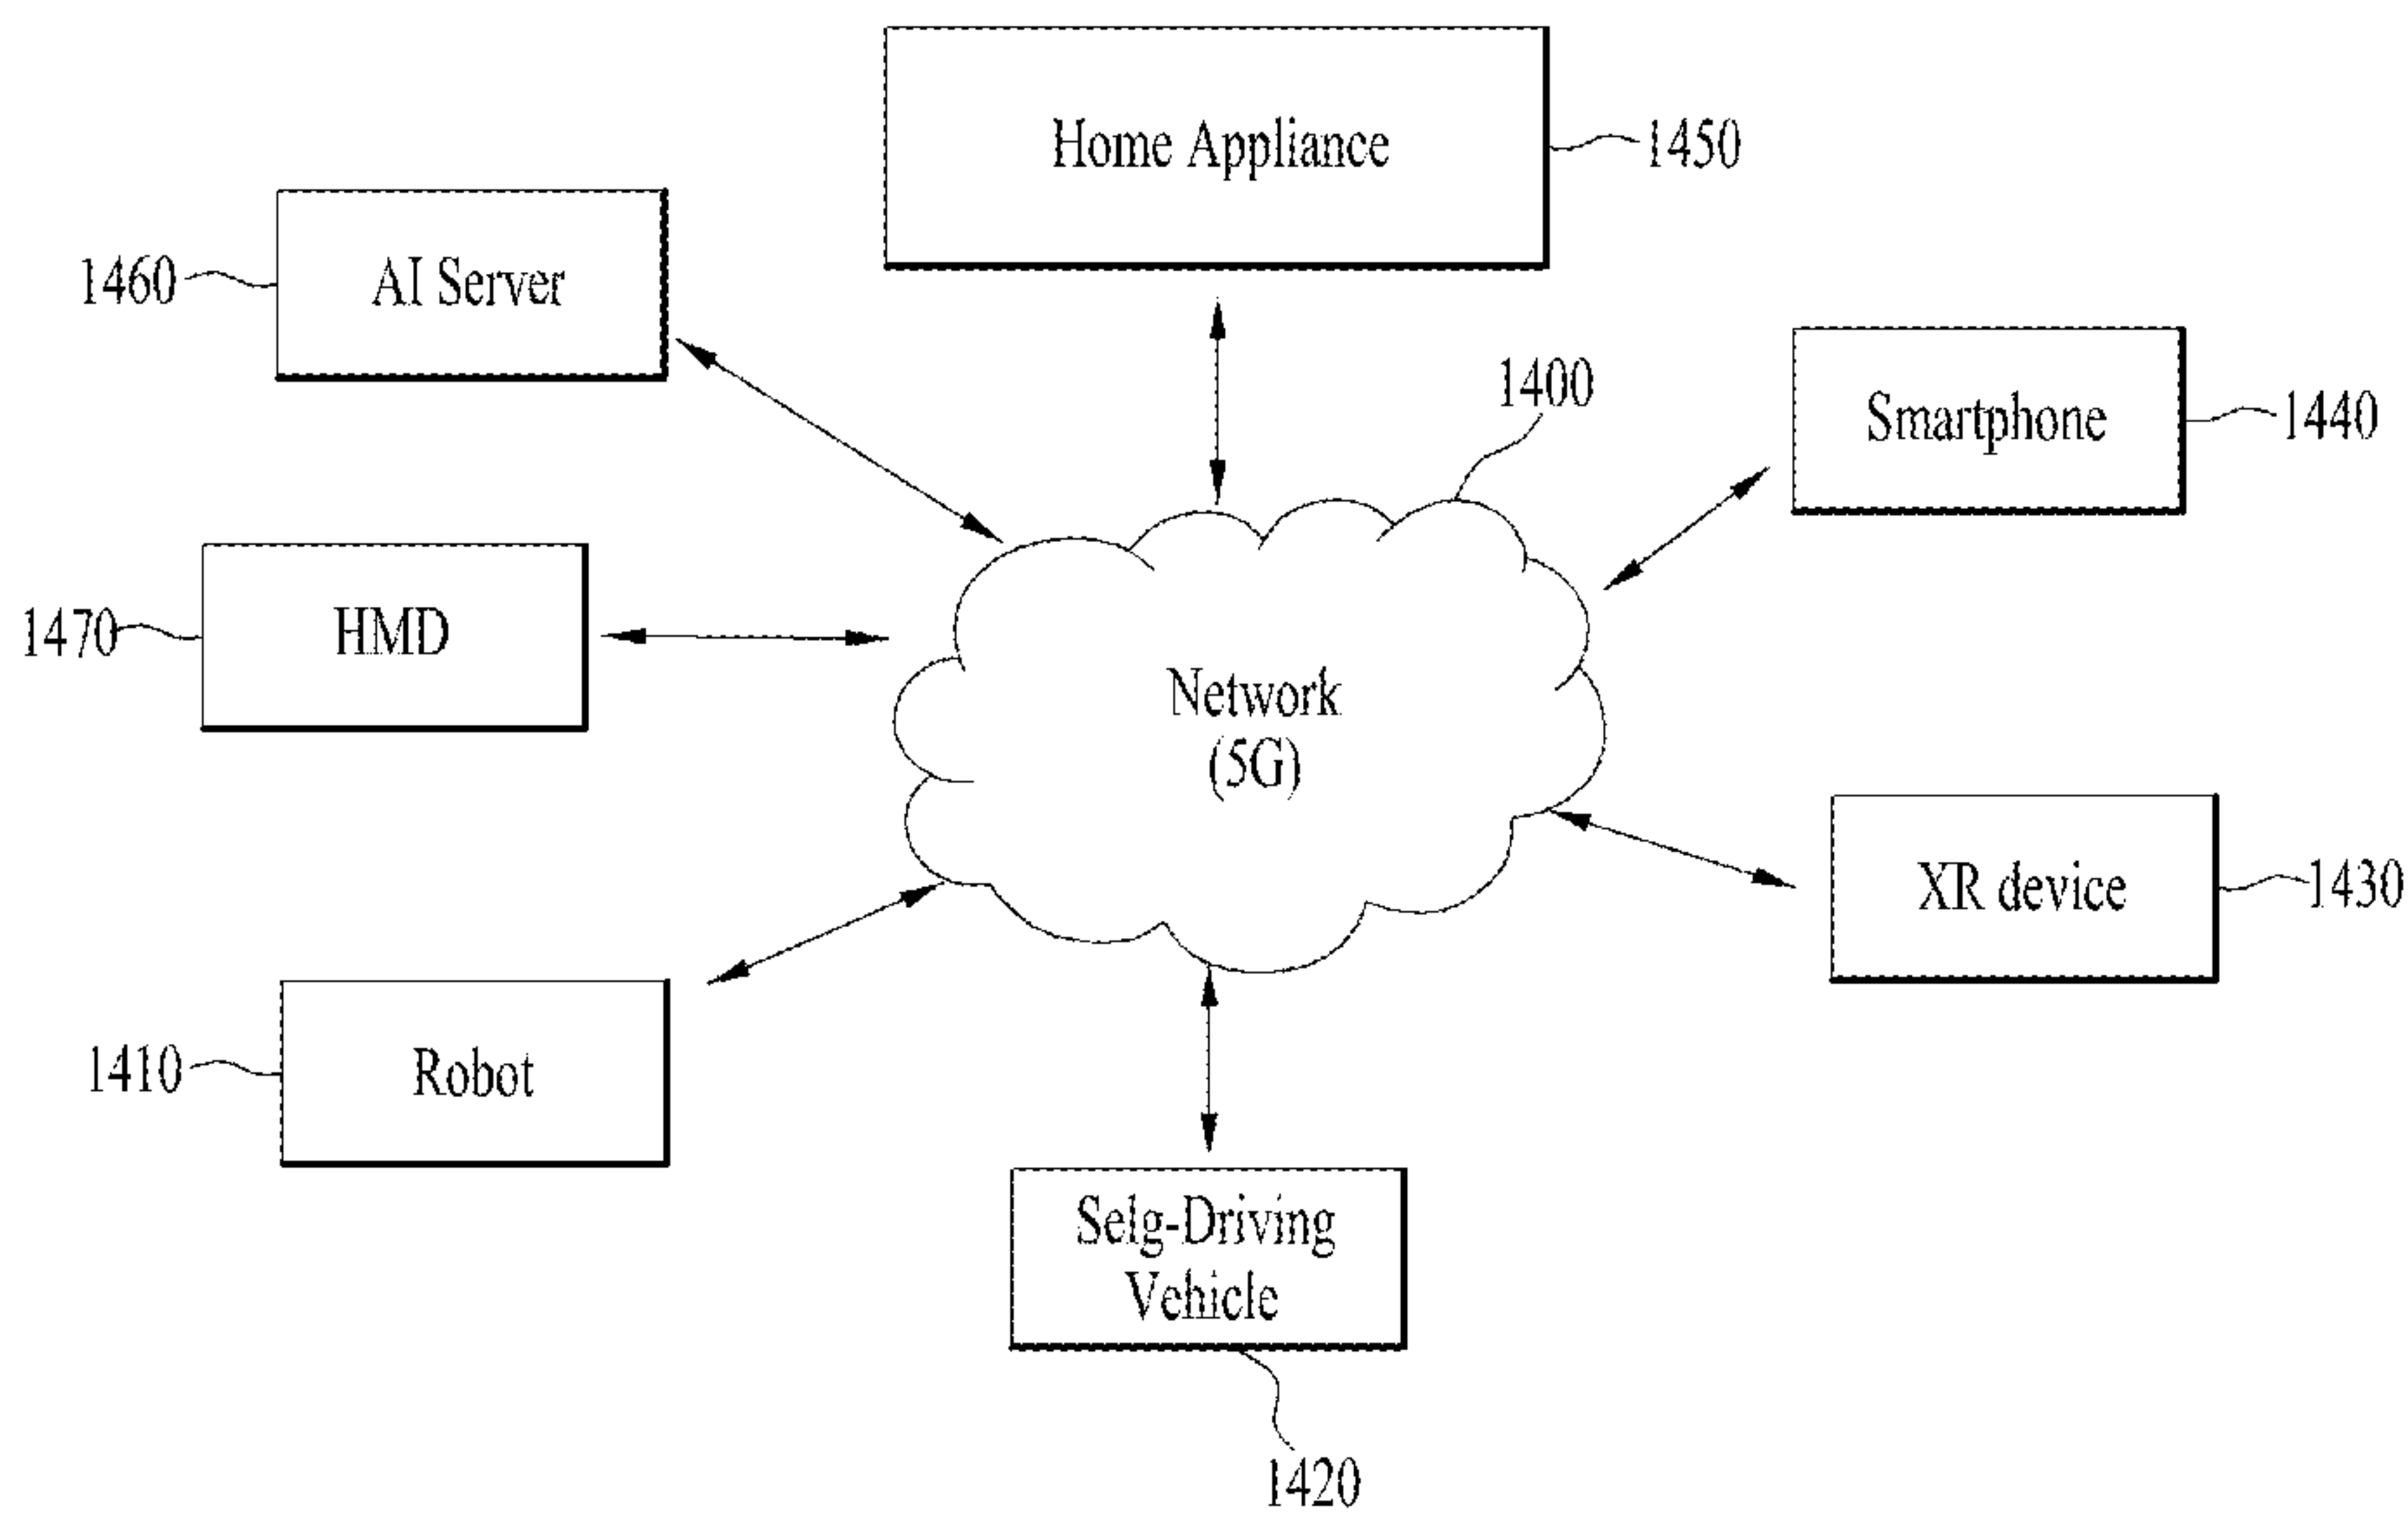 Home Appliance
1450
1460
AI Server
1400
Smartphone
1440
1470
HMD
Network
(5G)
XR device
1430
1410
Robot
Selg-Driving
Vehicle
1420